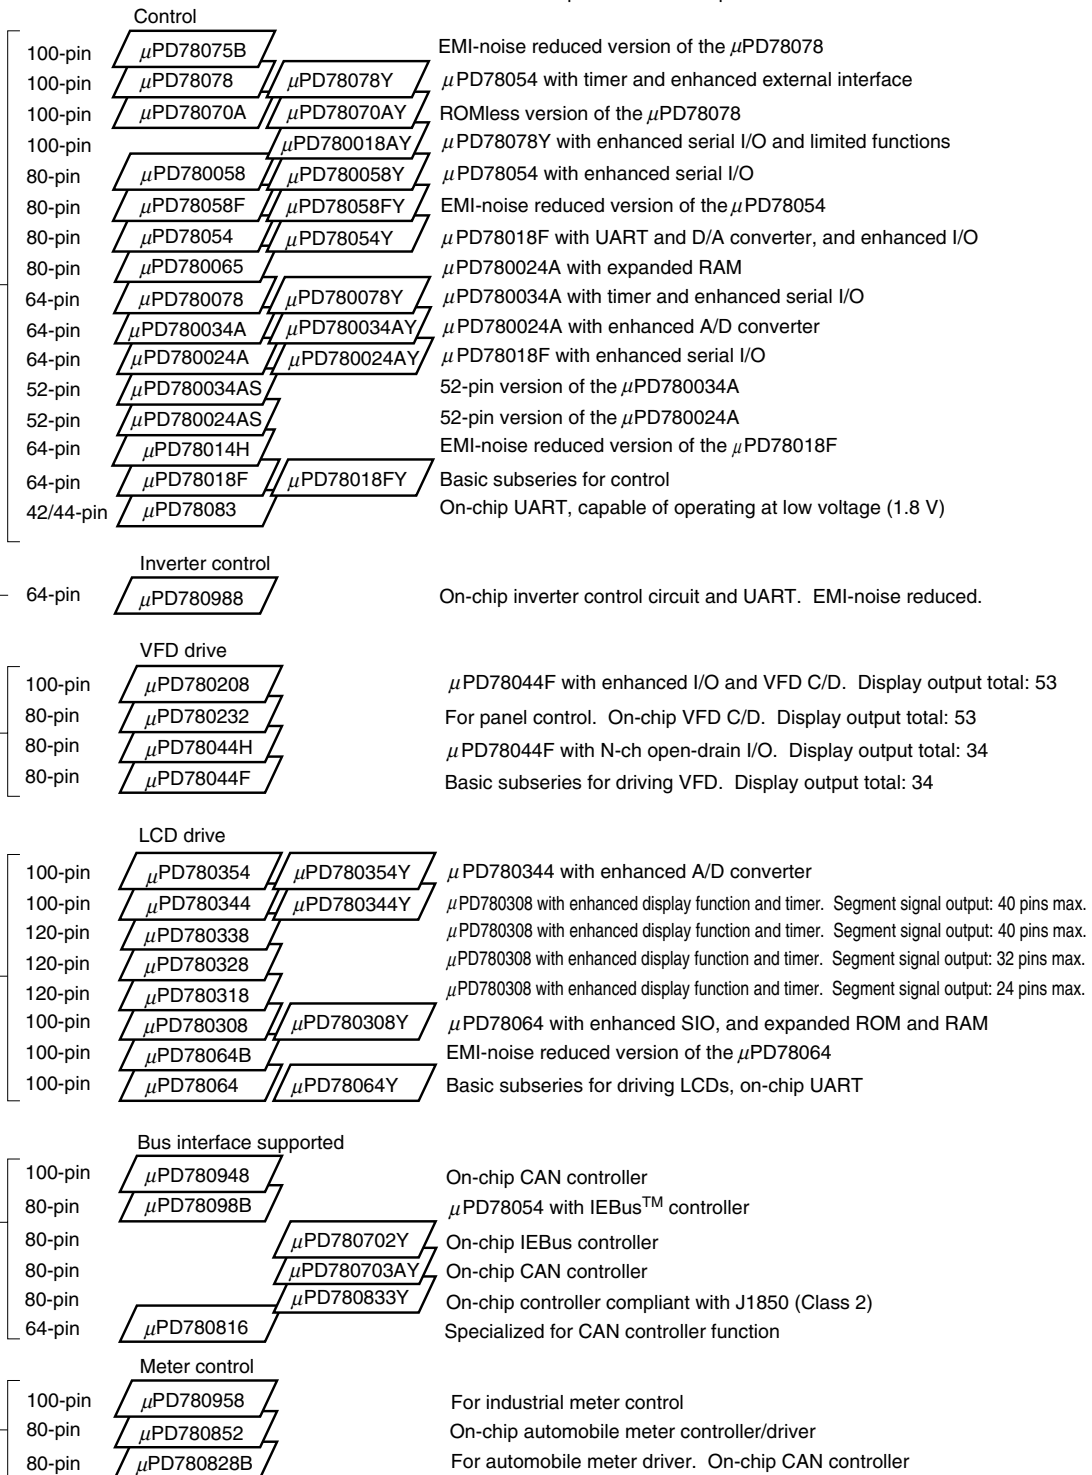 Control
100-pin μPD78075B EMI-noise reduced version of the μPD78078
100-pin μPD78078 μPD78078Y μPD78054 with timer and enhanced external interface
100-pin μPD78070A μPD78070AY ROMless version of the μPD78078
100-pin μPD780018AY μPD78078Y with enhanced serial I/O and limited functions
80-pin μPD780058 μPD780058Y μPD78054 with enhanced serial I/O
80-pin μPD78058F μPD78058FY EMI-noise reduced version of the μPD78054
80-pin μPD78054 μPD78054Y μPD78018F with UART and D/A converter, and enhanced I/O
80-pin μPD780065 μPD780024A with expanded RAM
64-pin μPD780078 μPD780078Y μPD780034A with timer and enhanced serial I/O
64-pin μPD780034A μPD780034AY μPD780024A with enhanced A/D converter
64-pin μPD780024A μPD780024AY μPD78018F with enhanced serial I/O
52-pin μPD780034AS 52-pin version of the μPD780034A
52-pin μPD780024AS 52-pin version of the μPD780024A
64-pin μPD78014H EMI-noise reduced version of the μPD78018F
64-pin μPD78018F μPD78018FY Basic subseries for control
42/44-pin μPD78083 On-chip UART, capable of operating at low voltage (1.8 V)
Inverter control
64-pin μPD780988 On-chip inverter control circuit and UART. EMI-noise reduced.
VFD drive
100-pin μPD780208 μPD78044F with enhanced I/O and VFD C/D. Display output total: 53
80-pin μPD780232 For panel control. On-chip VFD C/D. Display output total: 53
80-pin μPD78044H μPD78044F with N-ch open-drain I/O. Display output total: 34
80-pin μPD78044F Basic subseries for driving VFD. Display output total: 34
LCD drive
100-pin μPD780354 μPD780354Y μPD780344 with enhanced A/D converter
100-pin μPD780344 μPD780344Y μPD780308 with enhanced display function and timer. Segment signal output: 40 pins max.
120-pin μPD780338 μPD780308 with enhanced display function and timer. Segment signal output: 40 pins max.
120-pin μPD780328 μPD780308 with enhanced display function and timer. Segment signal output: 32 pins max.
120-pin μPD780318 μPD780308 with enhanced display function and timer. Segment signal output: 24 pins max.
100-pin μPD780308 μPD780308Y μPD78064 with enhanced SIO, and expanded ROM and RAM
100-pin μPD78064B EMI-noise reduced version of the μPD78064
100-pin μPD78064 μPD78064Y Basic subseries for driving LCDs, on-chip UART
Bus interface supported
100-pin μPD780948 On-chip CAN controller
80-pin μPD78098B μPD78054 with IEBus™ controller
80-pin μPD780702Y On-chip IEBus controller
80-pin μPD780703AY On-chip CAN controller
80-pin μPD780833Y On-chip controller compliant with J1850 (Class 2)
64-pin μPD780816 Specialized for CAN controller function
Meter control
100-pin μPD780958 For industrial meter control
80-pin μPD780852 On-chip automobile meter controller/driver
80-pin μPD780828B For automobile meter driver. On-chip CAN controller